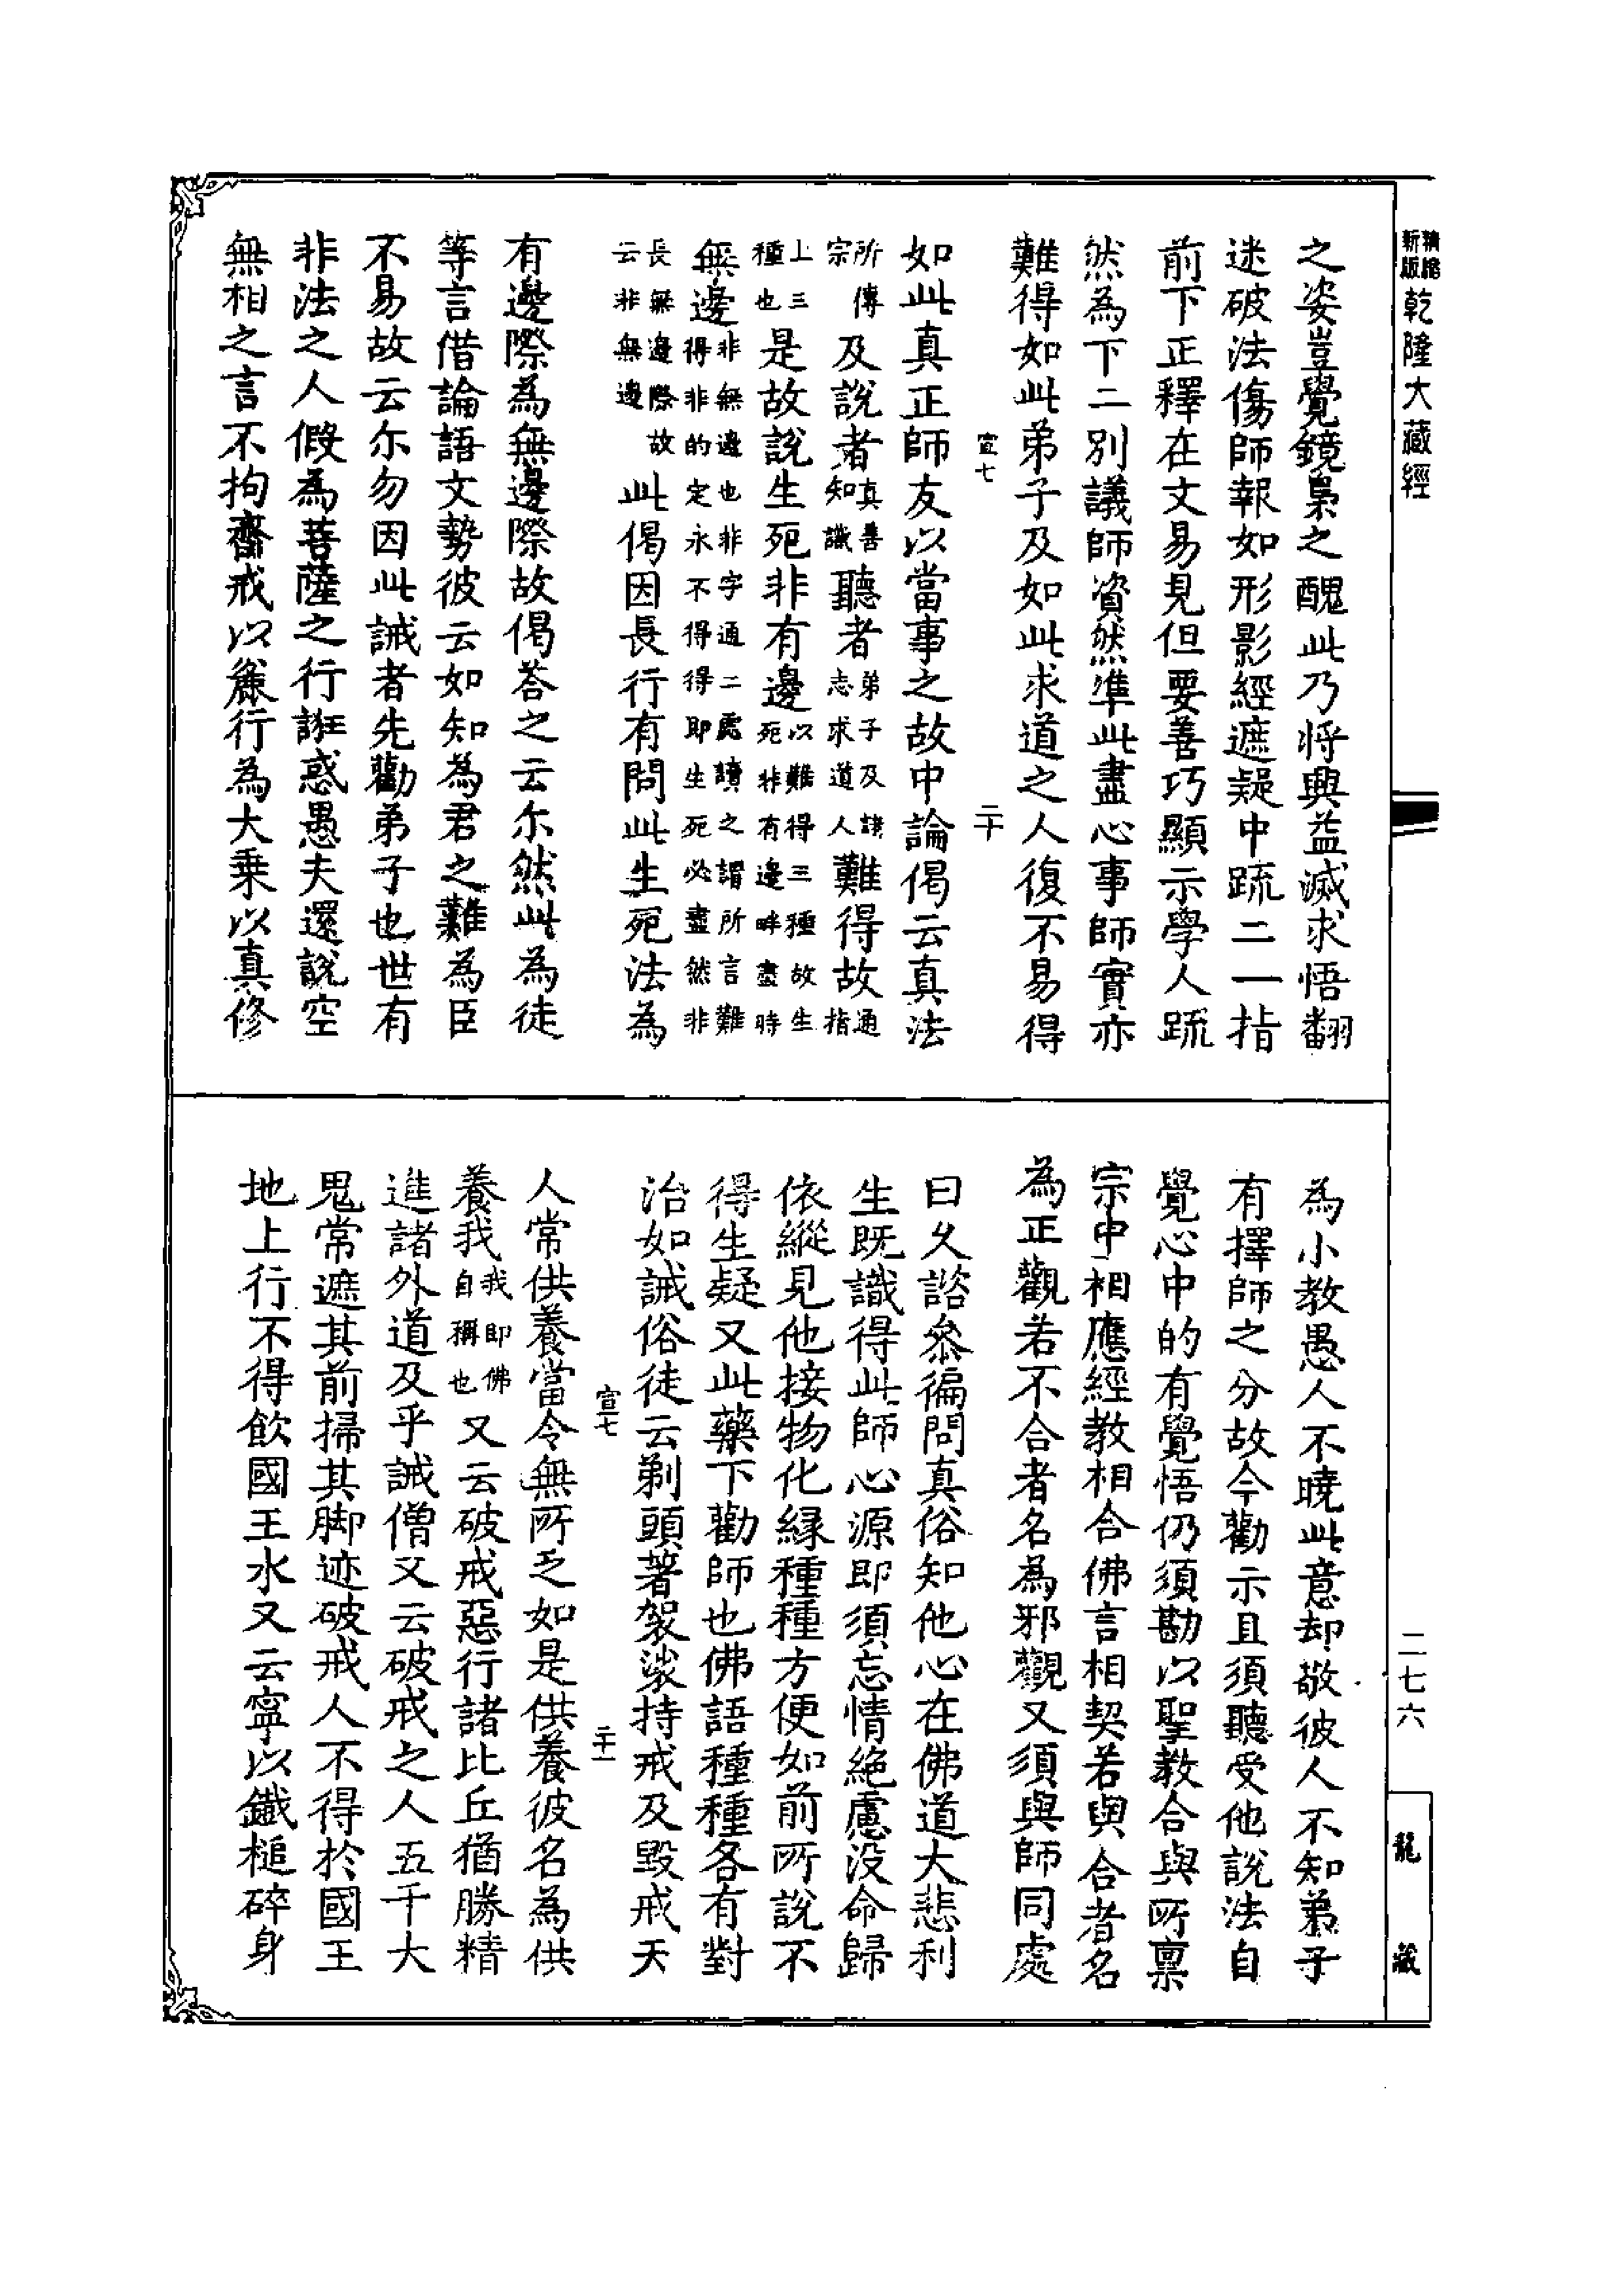 新版
精縮
乾隆大藏經
之姿豈覺鏡梟之醜此乃將興益滅求悟翻
迷破法傷師報如形影經遮疑中䟽二一指
前下正釋在文易見但要善巧顯示學人䟽
然為下二別議師資然準此盡心事師實亦
難得如此弟子及如此求道之人復不易得
宣七
二十
如此真正師友以當事之故中論偈云真法
所傳宗及說者真善知識聽者弟子及諸志求道人難得故通指
上三種也是故說生死非有邊以難得三種故生死非有邊畔盡時
無邊非無邊也非字通二處讀之謂所言難得非的定永不得得即生死必盡然非
長無邊際故云非無邊此偈因長行有問此生死法為
有邊際為無邊際故偈荅之云尒然此為徒
等言借論語文勢彼云如知為君之難為臣
不易故云尒勿因此誡者先勸弟子也世有
非法之人假為菩薩之行誑惑愚夫還說空
無相之言不拘齋戒以麤行為大乗以真修
為小教愚人不曉此意却敬彼人不知弟子
有擇師之分故今勸示且須聽受他說法自
覺心中的有覺悟仍須勘以聖教合與所稟
宗中相應經教相合佛言相契若與合者名
為正觀若不合者名為邪觀又須與師同處
日久諮叅徧問真俗知他心在佛道大悲利
生既識得此師心源即須忘情絶慮沒命歸
依縱見他接物化緣種種方便如前所說不
得生疑又此藥下勸師也佛語種種各有對
治如誡俗徒云剃頭著袈裟持戒及毀戒天
宣七
二十一
人常供養當令無所乏如是供養彼名為供
養我我即佛自稱也又云破戒惡行諸比丘猶勝精
進諸外道及乎誡僧又云破戒之人五千大
鬼常遮其前掃其脚迹破戒人不得於國王
地上行不得飲國王水又云寧以鐵槌碎身
二七六
龍藏